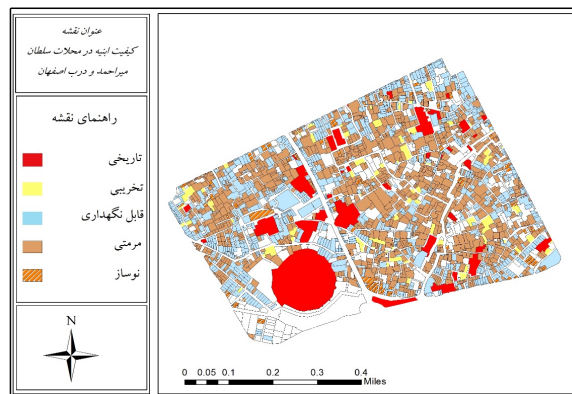 عنوان نقشه
کیفیت ابنیه در محلات سلطان
میراحمد و درب اصفهان
راهنمای نقشه
تاریخی
تخریبی
قابل نگهداری
مرمتی
نوساز
N
0 0.05 0.1 0.2 0.3 0.4
Miles